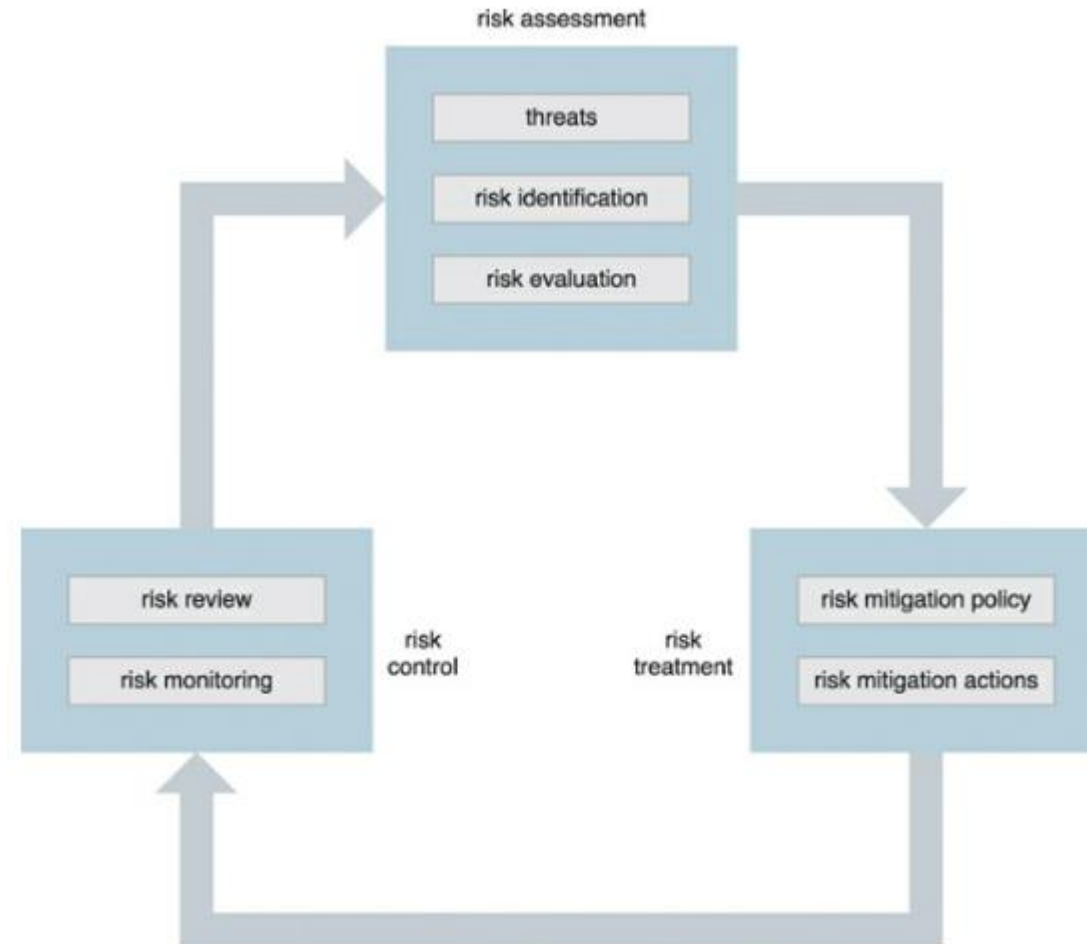 risk assessment
threats
risk identification
risk evaluation
risk review
risk monitoring
risk
control
risk
treatment
risk mitigation policy
risk mitigation actions